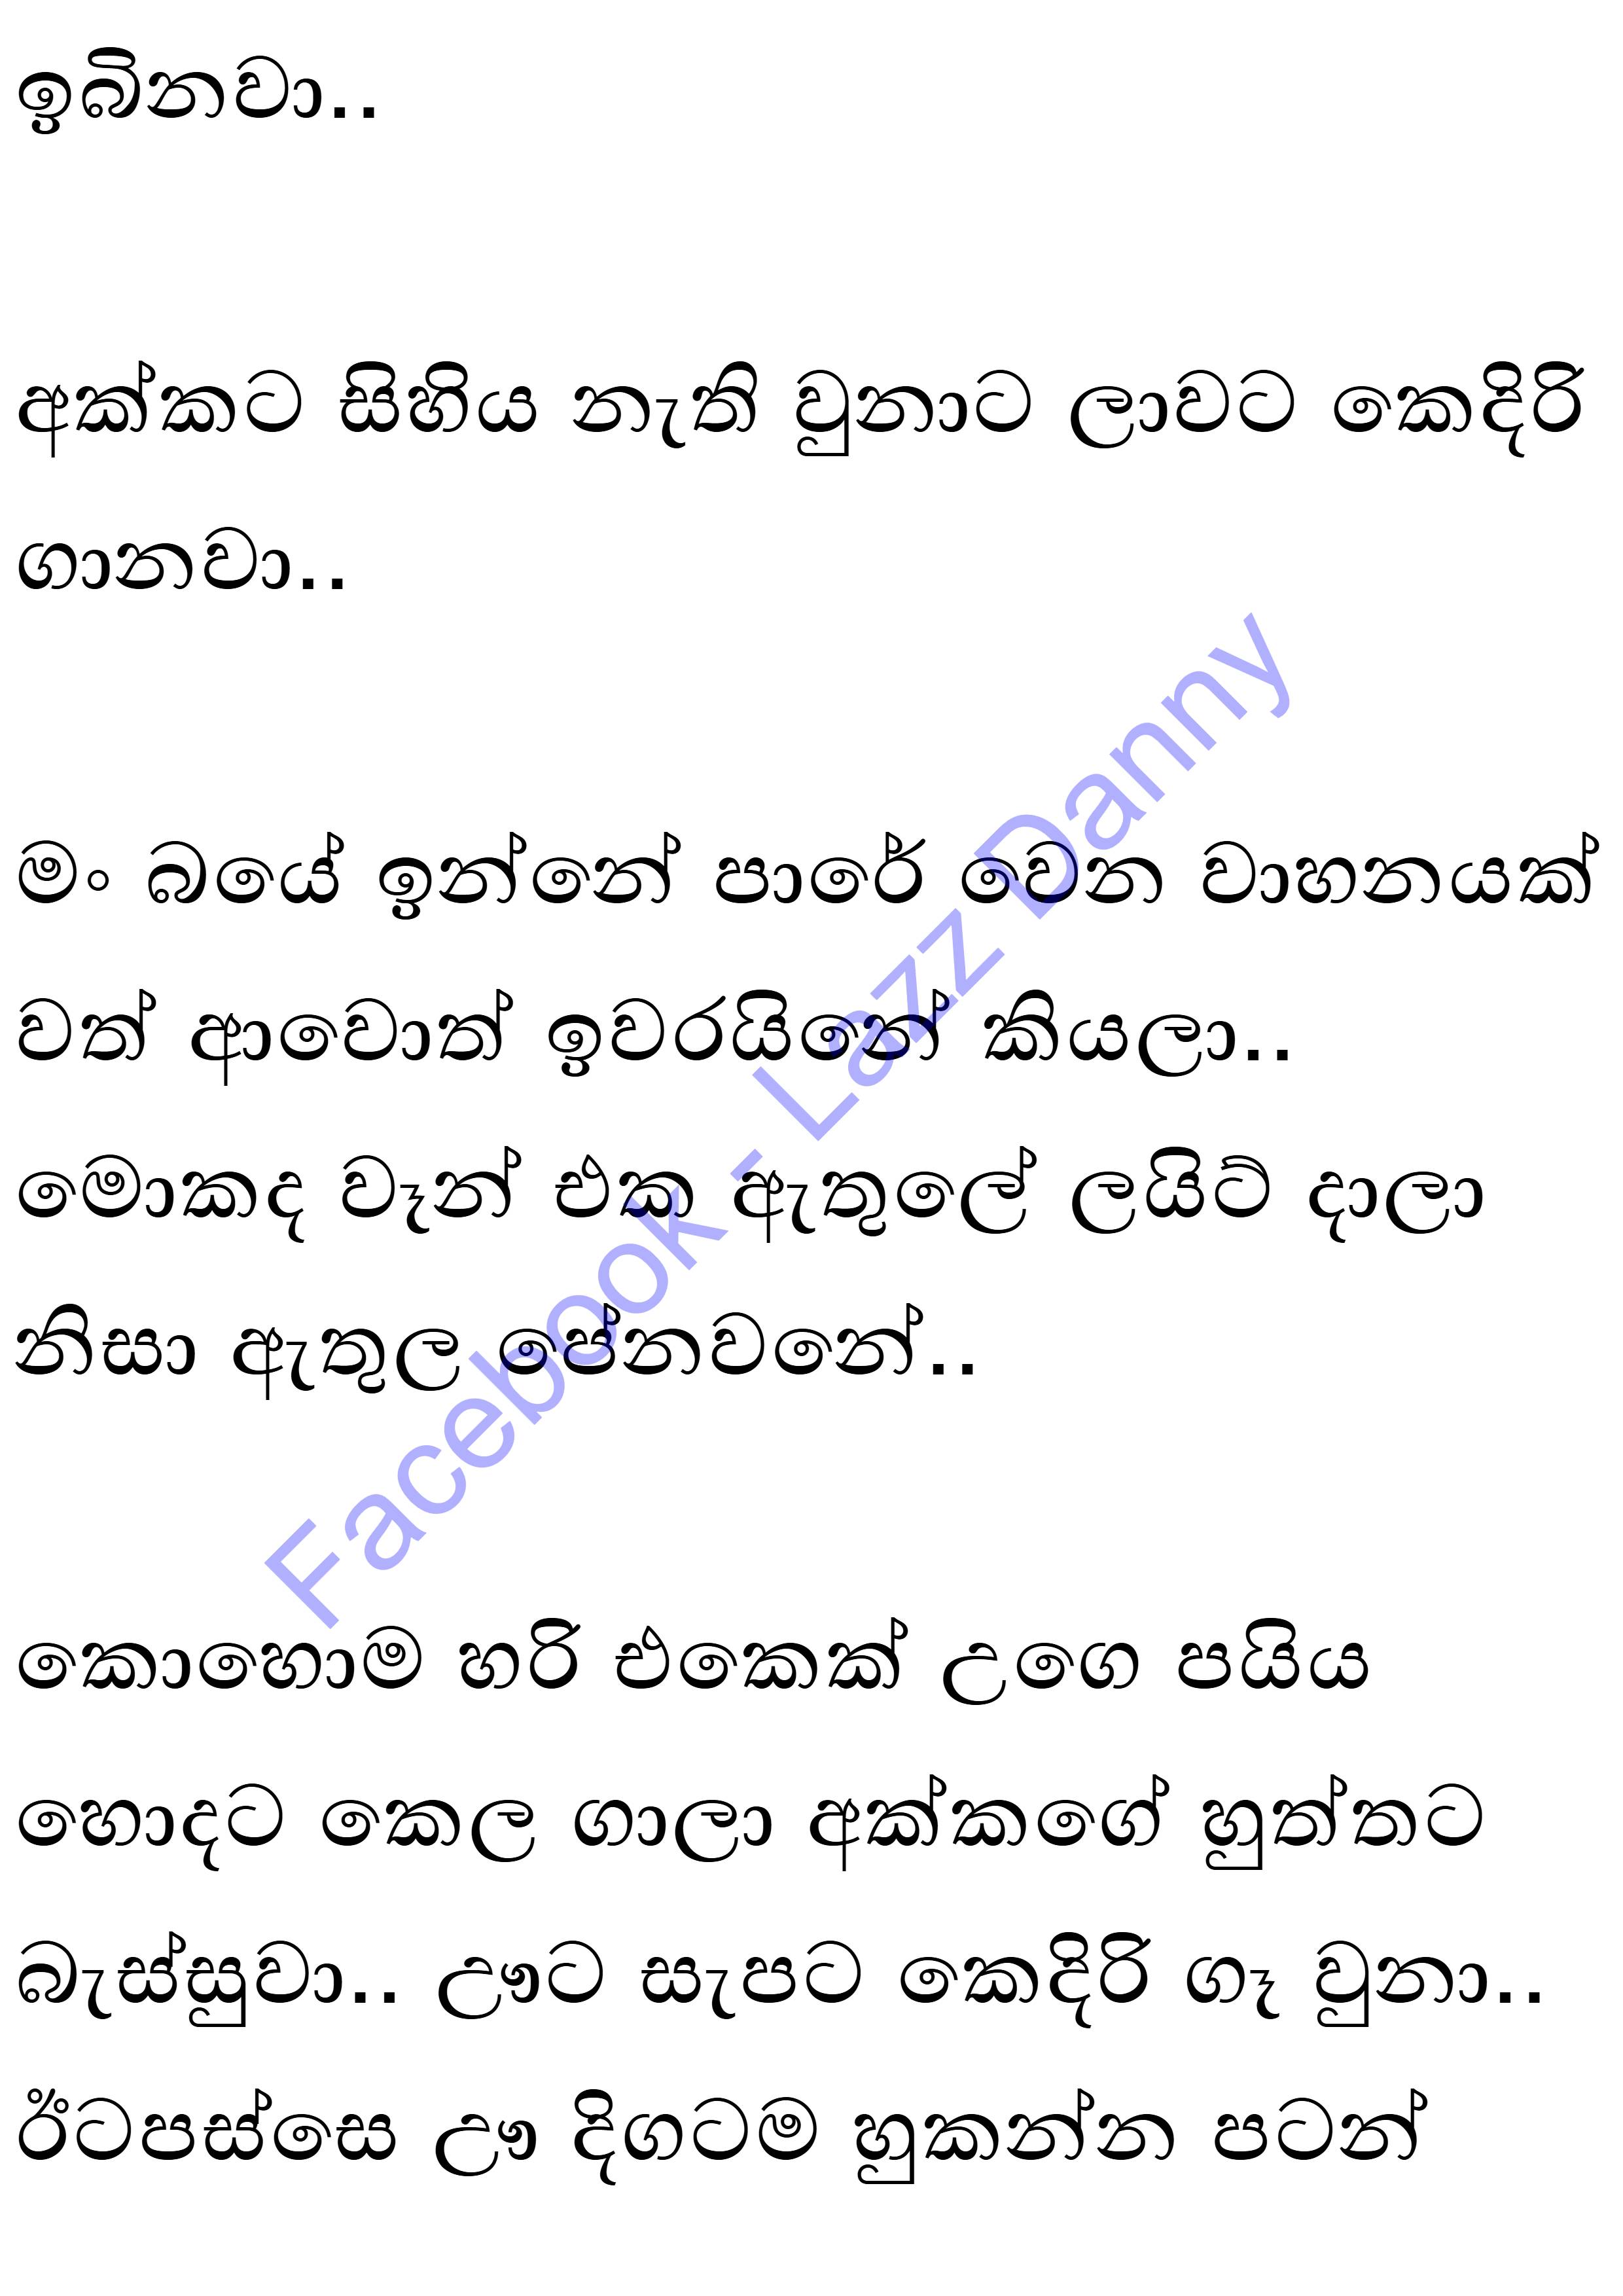 ඉබිනවා..
අක්කට සිහිය නැති වුනාට ලාවට කෙදිරි
ගානවා..
මං බයේ ඉන්නේ පාරේ වෙන වාහනයක්
වත් ආවොත් ඉවරයිනේ කියලා..
මොකද වෑන් එක ඇතුලේ ලයිට් දාලා
නිසා ඇතුල පේනවනේ..
කොහොම හරි එකෙක් උගෙ පයිය
හොදට කෙල ගාලා අක්කගේ හුත්තට
බැස්සුවා.. ඌට සැපට කෙදිරි ගෑ වුනා..
ඊටපස්සෙ ඌ දිගටම හුකන්න පටන්
Facebook - Lazz Danny